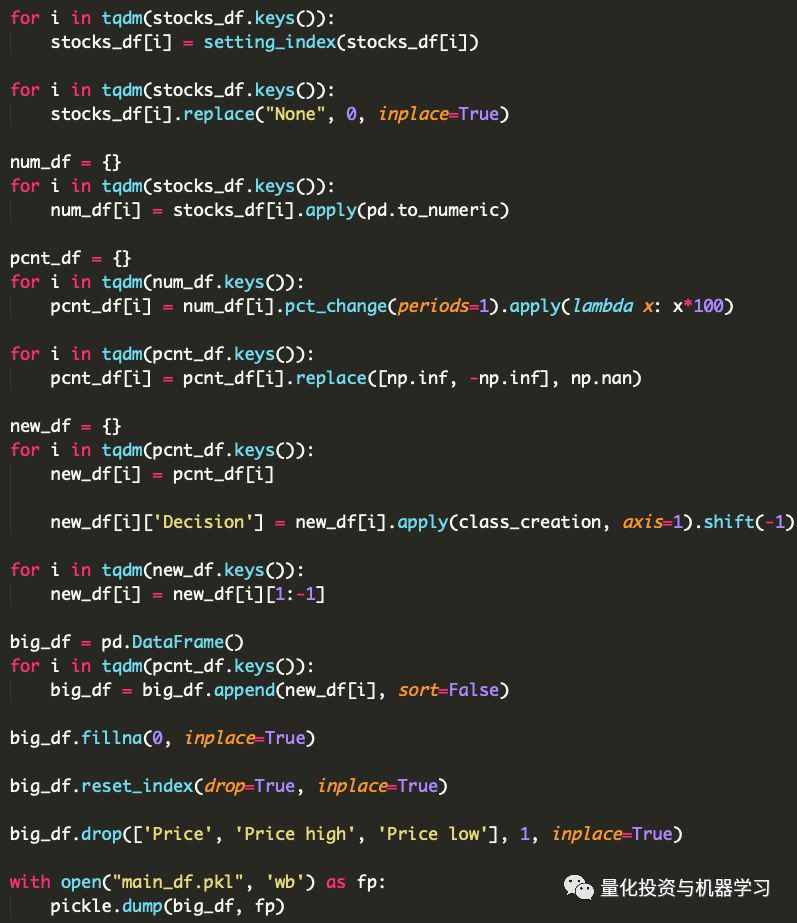 for i in tqdm(stocks_df.keys()):
    stocks_df[i] = setting_index(stocks_df[i])

for i in tqdm(stocks_df.keys()):
    stocks_df[i].replace("None", 0, inplace=True)

num_df = {}
for i in tqdm(stocks_df.keys()):
    num_df[i] = stocks_df[i].apply(pd.to_numeric)

pcnt_df = {}
for i in tqdm(num_df.keys()):
    pcnt_df[i] = num_df[i].pct_change(periods=1).apply(lambda x: x*100)

for i in tqdm(pcnt_df.keys()):
    pcnt_df[i] = pcnt_df[i].replace([np.inf, -np.inf], np.nan)

new_df = {}
for i in tqdm(pcnt_df.keys()):
    new_df[i] = pcnt_df[i]

    new_df[i]['Decision'] = new_df[i].apply(class_creation, axis=1).shift(-1)

for i in tqdm(new_df.keys()):
    new_df[i] = new_df[i][1:-1]

big_df = pd.DataFrame()
for i in tqdm(pcnt_df.keys()):
    big_df = big_df.append(new_df[i], sort=False)

big_df.fillna(0, inplace=True)

big_df.reset_index(drop=True, inplace=True)

big_df.drop(['Price', 'Price high', 'Price low'], 1, inplace=True)

with open("main_df.pkl", 'wb') as fp:
    pickle.dump(big_df, fp)
量化投资与机器学习